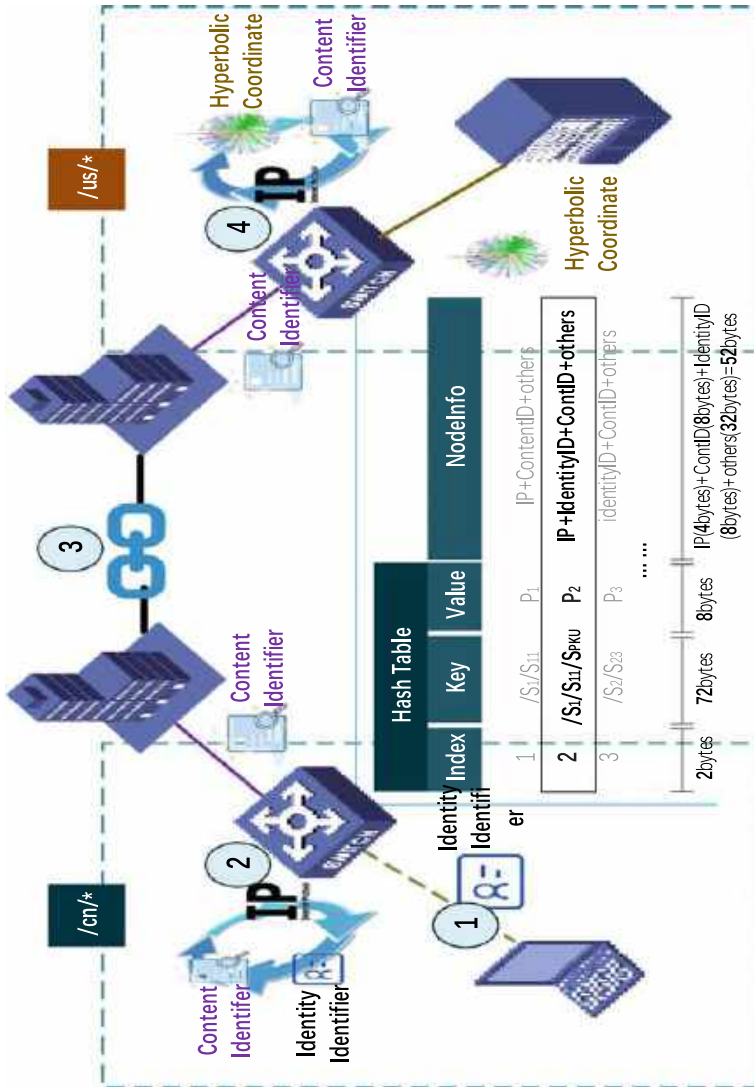 /cn/*
/us/*
3
2
4
1
Content
Identifer
IP
Identity
Identifier
Content
Identifier
Content
Identifier
IP
Hyperbolic
Coordinate
Content
Identifier
Identity
Identifi
er
Hyperbolic
Coordinate
Hash Table
Index Key Value NodeInfo
1 /S1/S11 P1 IP+ContentID+others
2 /S1/S11/SPKU P2 IP+IdentityID+ContID+others
3 /S2/S23 P3 identityID+ContID+others
... ...
2bytes 72bytes 8bytes IP(4bytes)+ContID(8bytes)+IdentityID
(8bytes)+others(32bytes)=52bytes